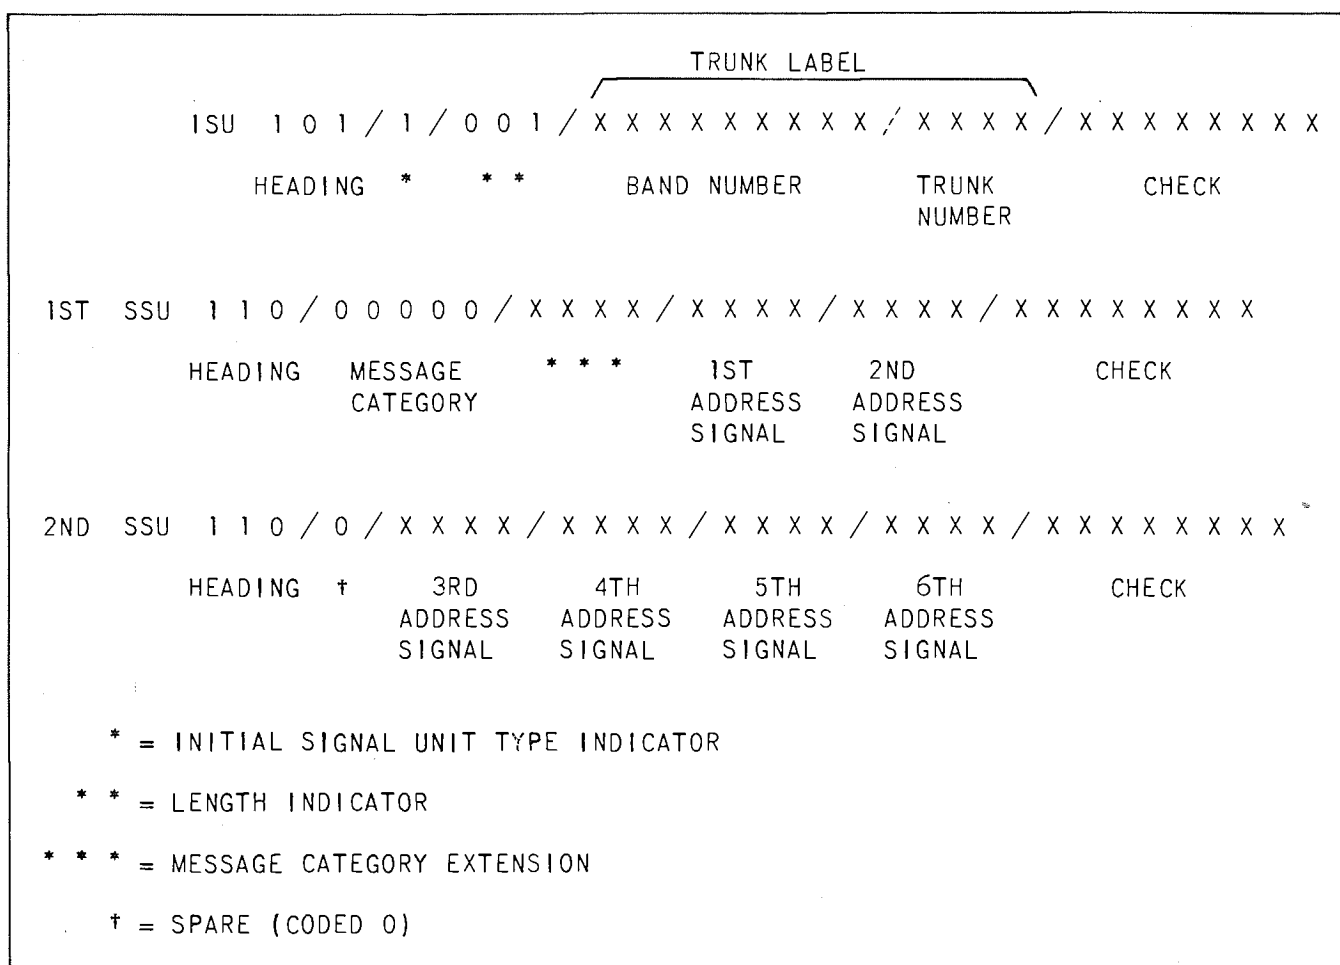 TRUNK LABEL
ISU 1 0 1 / 1 / 0 0 1 / X X X X X X X X X / X X X X / X X X X X X X X
HEADING * * * BAND NUMBER TRUNK NUMBER CHECK
1ST SSU 1 1 0 / 0 0 0 0 0 / X X X X / X X X X / X X X X / X X X X X X X X
HEADING MESSAGE CATEGORY * * * 1ST ADDRESS SIGNAL 2ND ADDRESS SIGNAL CHECK
2ND SSU 1 1 0 / 0 / X X X X / X X X X / X X X X / X X X X / X X X X X X X X
HEADING † 3RD ADDRESS SIGNAL 4TH ADDRESS SIGNAL 5TH ADDRESS SIGNAL 6TH ADDRESS SIGNAL CHECK
* = INITIAL SIGNAL UNIT TYPE INDICATOR
* * = LENGTH INDICATOR
* * * = MESSAGE CATEGORY EXTENSION
† = SPARE (CODED 0)